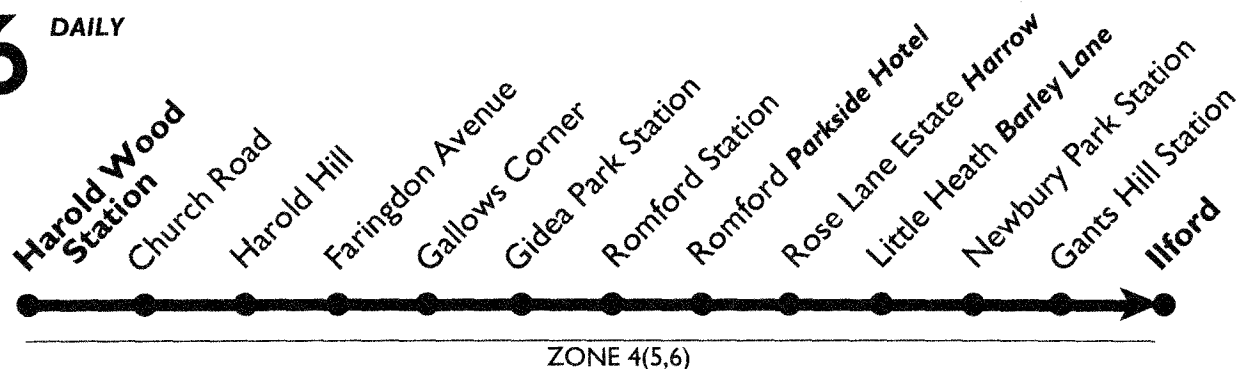 DAILY
Harold Wood
Station
Church Road
Harold Hill
Faringdon Avenue
Gallows Corner
Gidea Park Station
Romford Station
Romford Parkside Hotel
Rose Lane Estate Harrow
Little Heath Barley Lane
Newbury Park Station
Gants Hill Station
Ilford
ZONE 4(5,6)